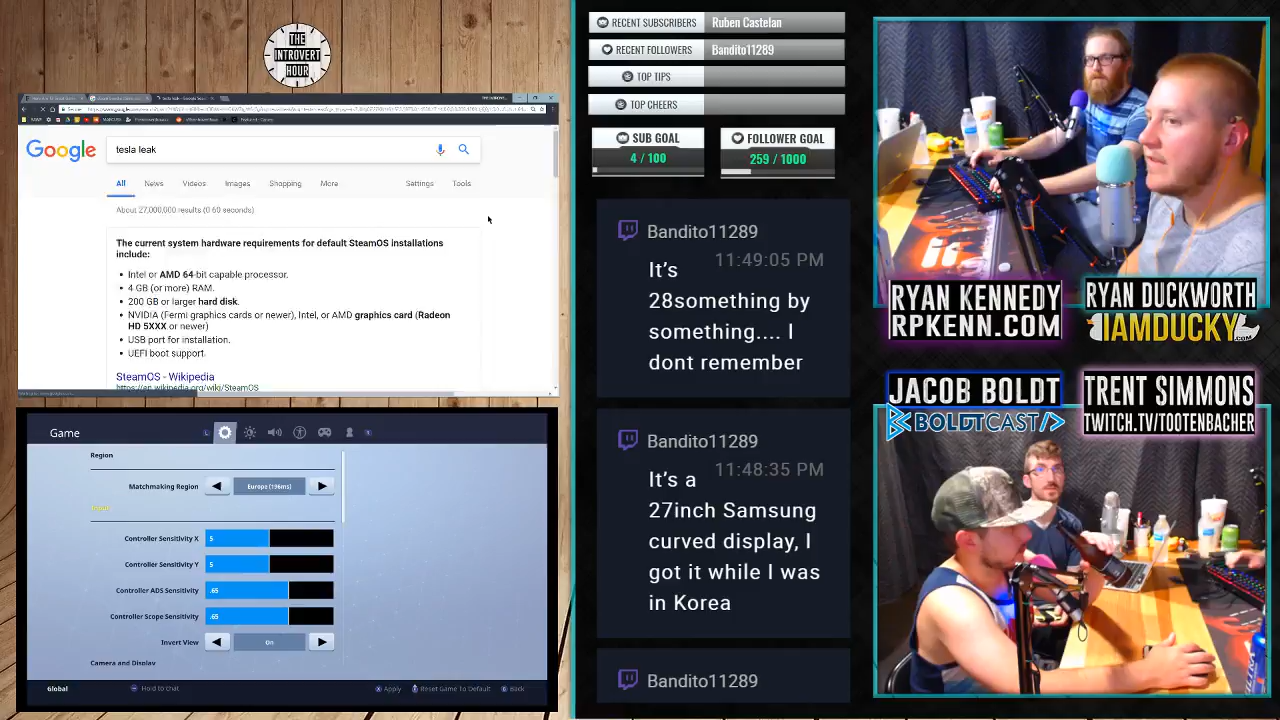 THE
INTROVERT
HOUR
Google
tesla leak
All
News
Videos
Images
Shopping
More
Settings
Tools
About 27,000,000 results (0.60 seconds)
The current system hardware requirements for default SteamOS installations
include:
Intel or AMD 64-bit capable processor.
4 GB (or more) RAM.
200 GB or larger hard disk.
NVIDIA (Fermi graphics cards or newer), Intel, or AMD graphics card (Radeon
HD 5XXX or newer)
USB port for installation.
UEFI boot support.
SteamOS - Wikipedia
https://en.wikipedia.org/wiki/SteamOS
Game
Region
Matchmaking Region
Europe (196ms)
Controller Sensitivity X
5
Controller Sensitivity Y
5
Controller ADS Sensitivity
.65
Controller Scope Sensitivity
.65
Invert View
On
Camera and Display
Global
Hold to chat
Apply
Reset Game To Default
Back
RECENT SUBSCRIBERS
Ruben Castelan
RECENT FOLLOWERS
Bandito11289
TOP TIPS
TOP CHEERS
SUB GOAL
4 / 100
FOLLOWER GOAL
259 / 1000
Bandito11289
11:49:05 PM
It's
28something by
something.... I
dont remember
Bandito11289
11:48:35 PM
It's a
27inch Samsung
curved display, I
got it while I was
in Korea
Bandito11289
RYAN KENNEDY
RPKENN.COM
RYAN DUCKWORTH
IAMDUCKY
.COM
JACOB BOLDT
BOLDTCAST/>
TRENT SIMMONS
TWITCH.TV/TOOTENBACHER